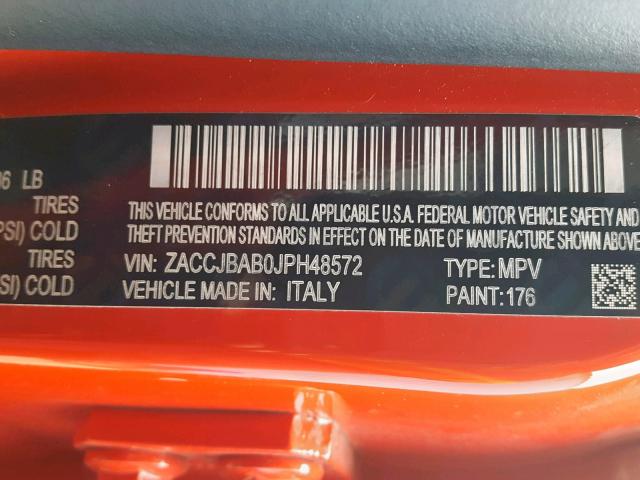 06 LB
TIRES
PSI) COLD
TIRES
SI) COLD
THIS VEHICLE CONFORMS TO ALL APPLICABLE U.S.A. FEDERAL MOTOR VEHICLE SAFETY AND
THEFT PREVENTION STANDARDS IN EFFECT ON THE DATE OF MANUFACTURE SHOWN ABOVE
VIN: ZACCJBAB0JPH48572 TYPE: MPV
VEHICLE MADE IN: ITALY PAINT: 176